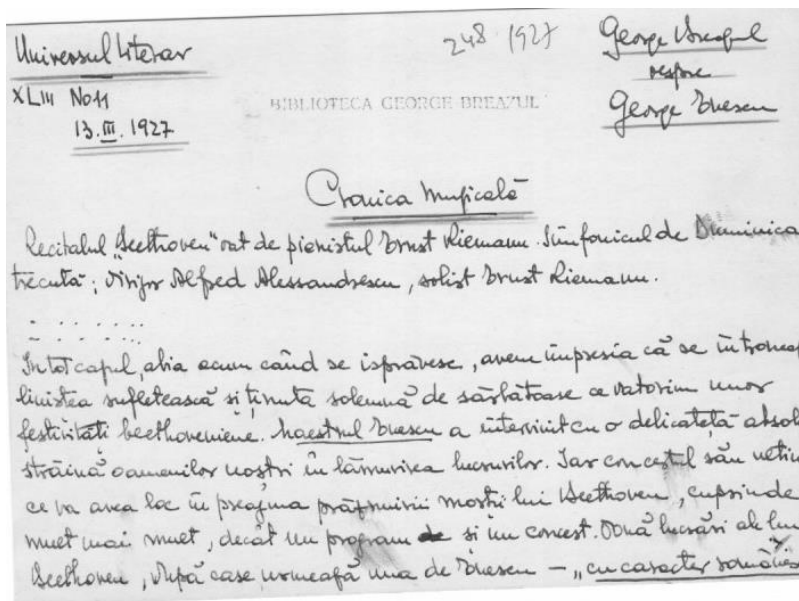 Universul literar
248 1927
George Breazul
despre
George Enescu
XLIII No 11
13.III.1927
BIBLIOTECA GEORGE BREAZUL
Cronica muzicală
Recitalul „Beethoven" dat de pianistul Ernst Riemann. Simfonicul de Duminica
trecută; dirijor Alfred Alessandrescu, solist Ernst Riemann.
În tot capul, abia acum când se isprăvesc, avem impresia că se
liniștea sufletească și ținuta solemnă de sărbătoare ce datorim unor
festivități beethoveniene. Maestrul Enescu a intervenit cu o delicateță
străină oamenilor noștri în lămurirea lucrurilor. Iar concertul său
ce va avea loc în preajma prăznuirii morții lui Beethoven, cuprinde
mult mai mult, decât un program de și un concert. Două lucrări ale lui
Beethoven, după care urmează una de Enescu – „cu caracter